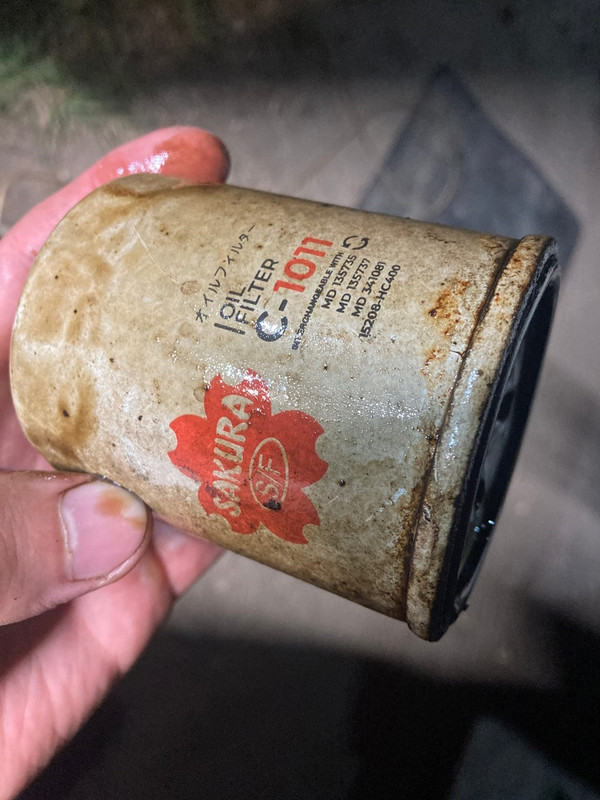 オイルフィルター
OIL
FILTER
C-1011
INTERCHANGEABLE WITH
MD 135735
MD 135737
MD 341081
15208-HC400
SAKURA
S/F